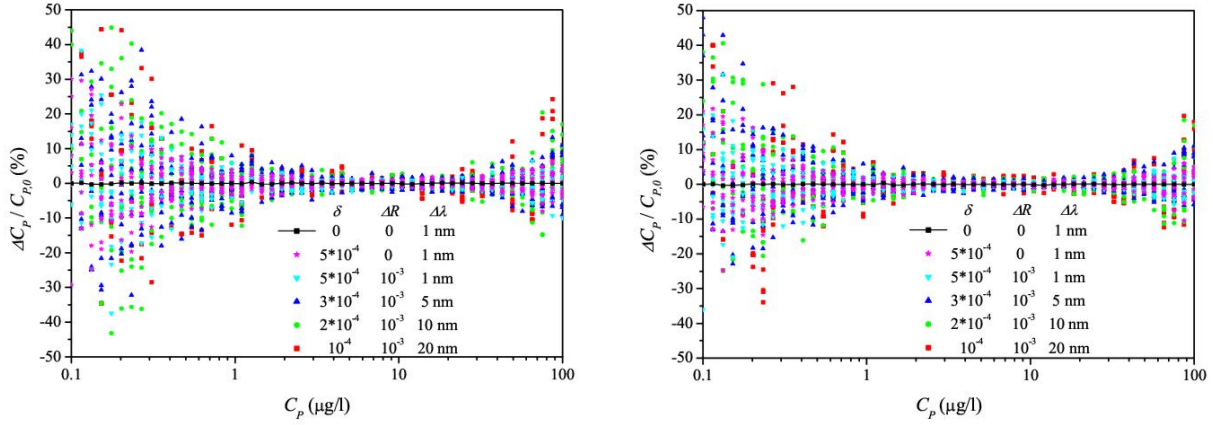 50
40
30
20
10
0
-10
-20
-30
-40
-50
ΔC_P / C_P,0 (%)
δ ΔR Δλ
0 0 1 nm
5*10⁻⁴ 0 1 nm
5*10⁻⁴ 10⁻³ 1 nm
3*10⁻⁴ 10⁻³ 5 nm
2*10⁻⁴ 10⁻³ 10 nm
10⁻⁴ 10⁻³ 20 nm
0.1 1 10 100
C_P (µg/l)
50
40
30
20
10
0
-10
-20
-30
-40
-50
ΔC_P / C_P,0 (%)
δ ΔR Δλ
0 0 1 nm
5*10⁻⁴ 0 1 nm
5*10⁻⁴ 10⁻³ 1 nm
3*10⁻⁴ 10⁻³ 5 nm
2*10⁻⁴ 10⁻³ 10 nm
10⁻⁴ 10⁻³ 20 nm
0.1 1 10 100
C_P (µg/l)